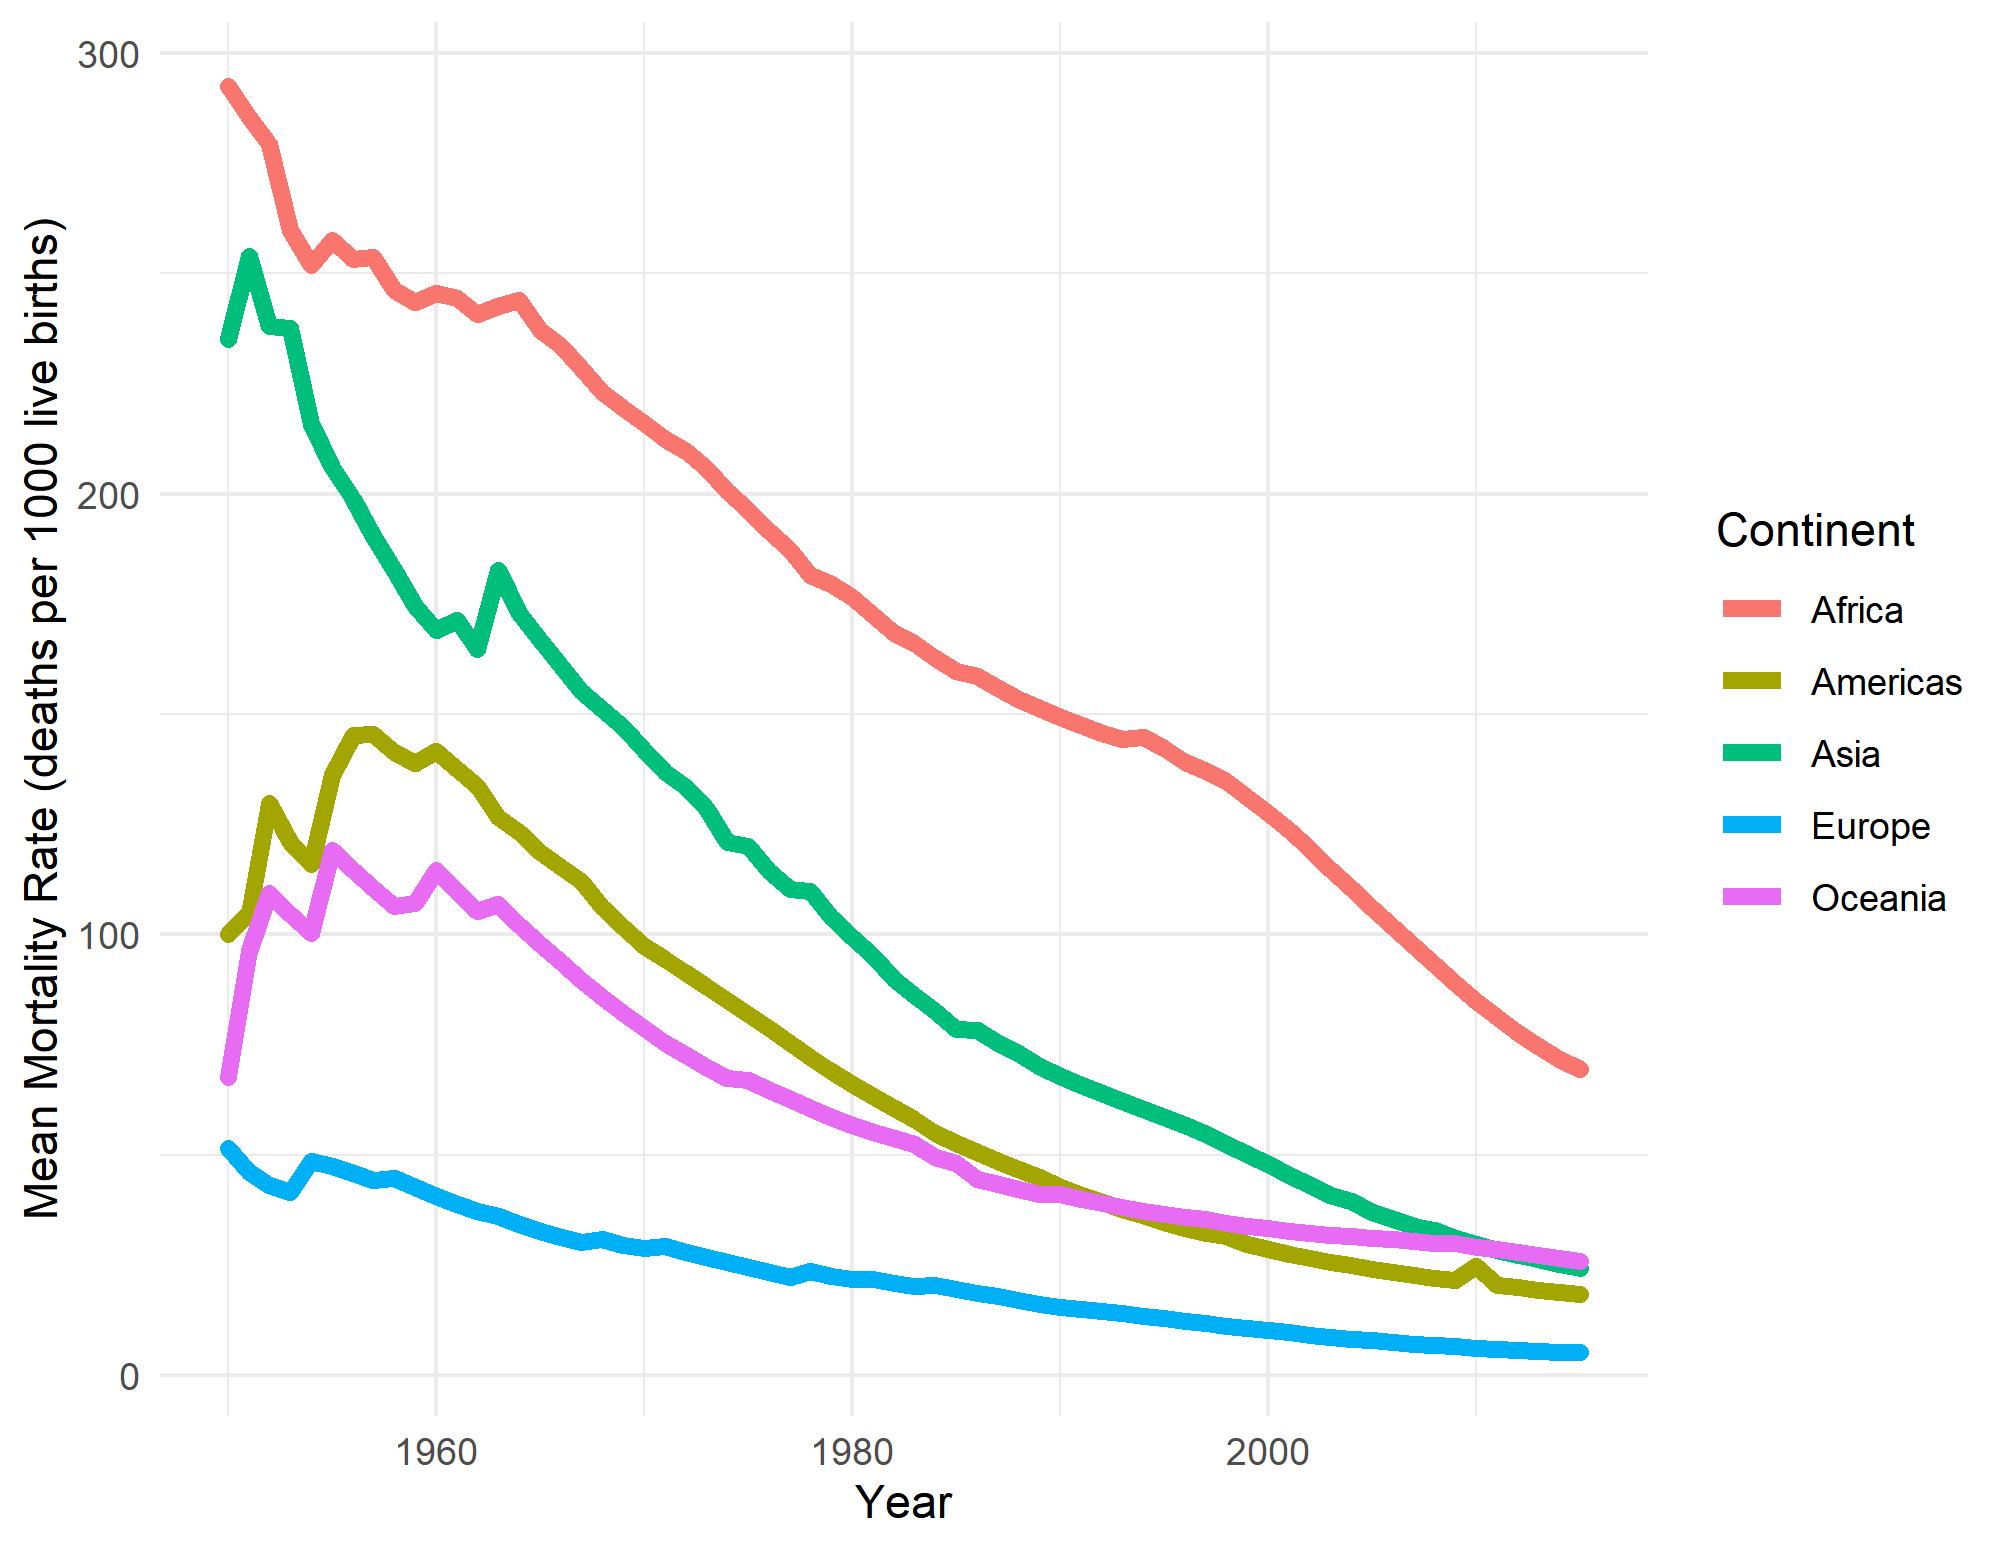 Mean Mortality Rate (deaths per 1000 live births)
300
200
100
0
1960
1980
2000
Year
Continent
Africa
Americas
Asia
Europe
Oceania